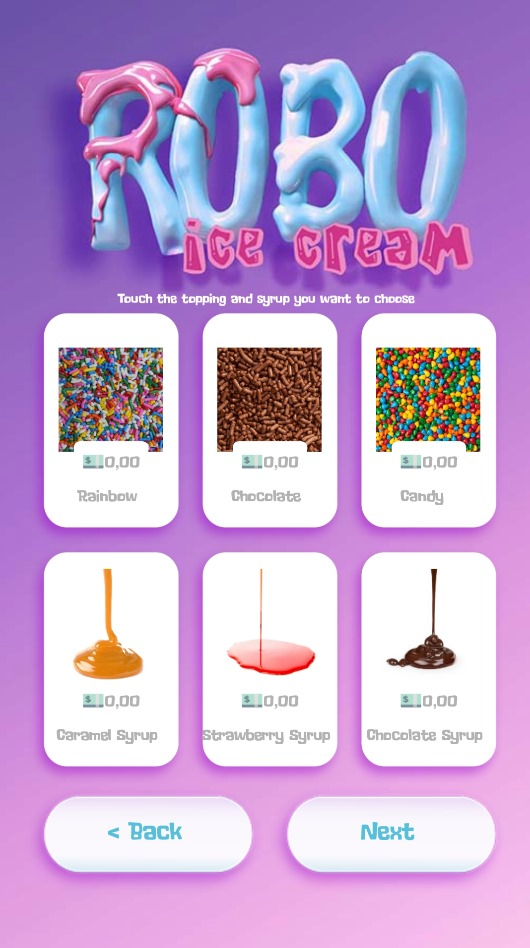 ROBO
ice cream
Touch the topping and syrup you want to choose
$0,00 $0,00 $0,00
Rainbow Chocolate Candy
$0,00 $0,00 $0,00
Caramel Syrup Strawberry Syrup Chocolate Syrup
< Back Next